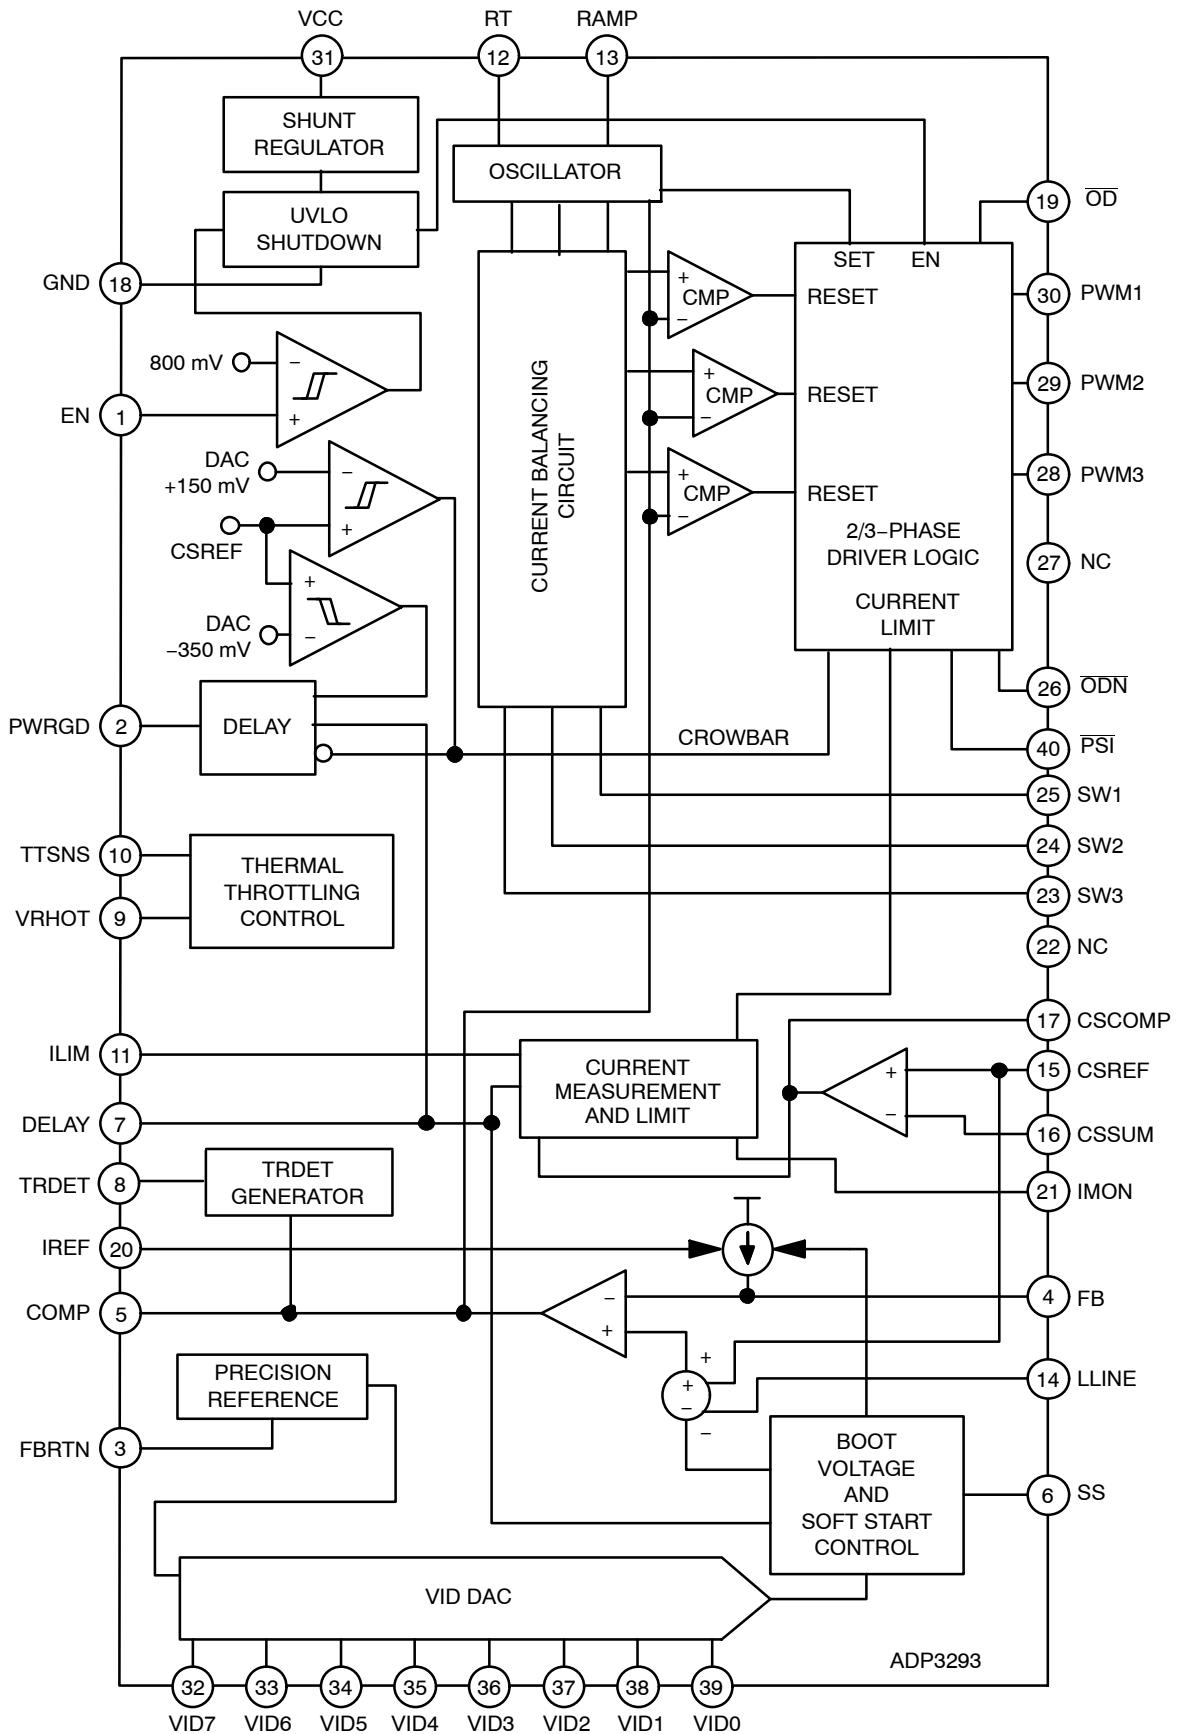 VCC
RT
RAMP
31
12
13
SHUNT
REGULATOR
OSCILLATOR
UVLO
SHUTDOWN
19
OD
GND
18
SET
EN
+
CMP
−
RESET
30
PWM1
800 mV
−
+
EN
1
+
CMP
−
RESET
29
PWM2
DAC
+150 mV
−
+
CSREF
CURRENT BALANCING
CIRCUIT
+
CMP
−
RESET
28
PWM3
2/3−PHASE
DRIVER LOGIC
27
NC
CURRENT
LIMIT
+
−
DAC
−350 mV
26
ODN
PWRGD
2
DELAY
CROWBAR
40
PSI
25
SW1
24
SW2
TTSNS
10
THERMAL
THROTTLING
CONTROL
VRHOT
9
23
SW3
22
NC
17
CSCOMP
ILIM
11
CURRENT
MEASUREMENT
AND LIMIT
+
−
15
CSREF
DELAY
7
16
CSSUM
TRDET
8
TRDET
GENERATOR
21
IMON
IREF
20
COMP
5
−
+
4
FB
PRECISION
REFERENCE
+
+
−
−
14
LLINE
FBRTN
3
BOOT
VOLTAGE
AND
SOFT START
CONTROL
6
SS
VID DAC
ADP3293
32
33
34
35
36
37
38
39
VID7
VID6
VID5
VID4
VID3
VID2
VID1
VID0